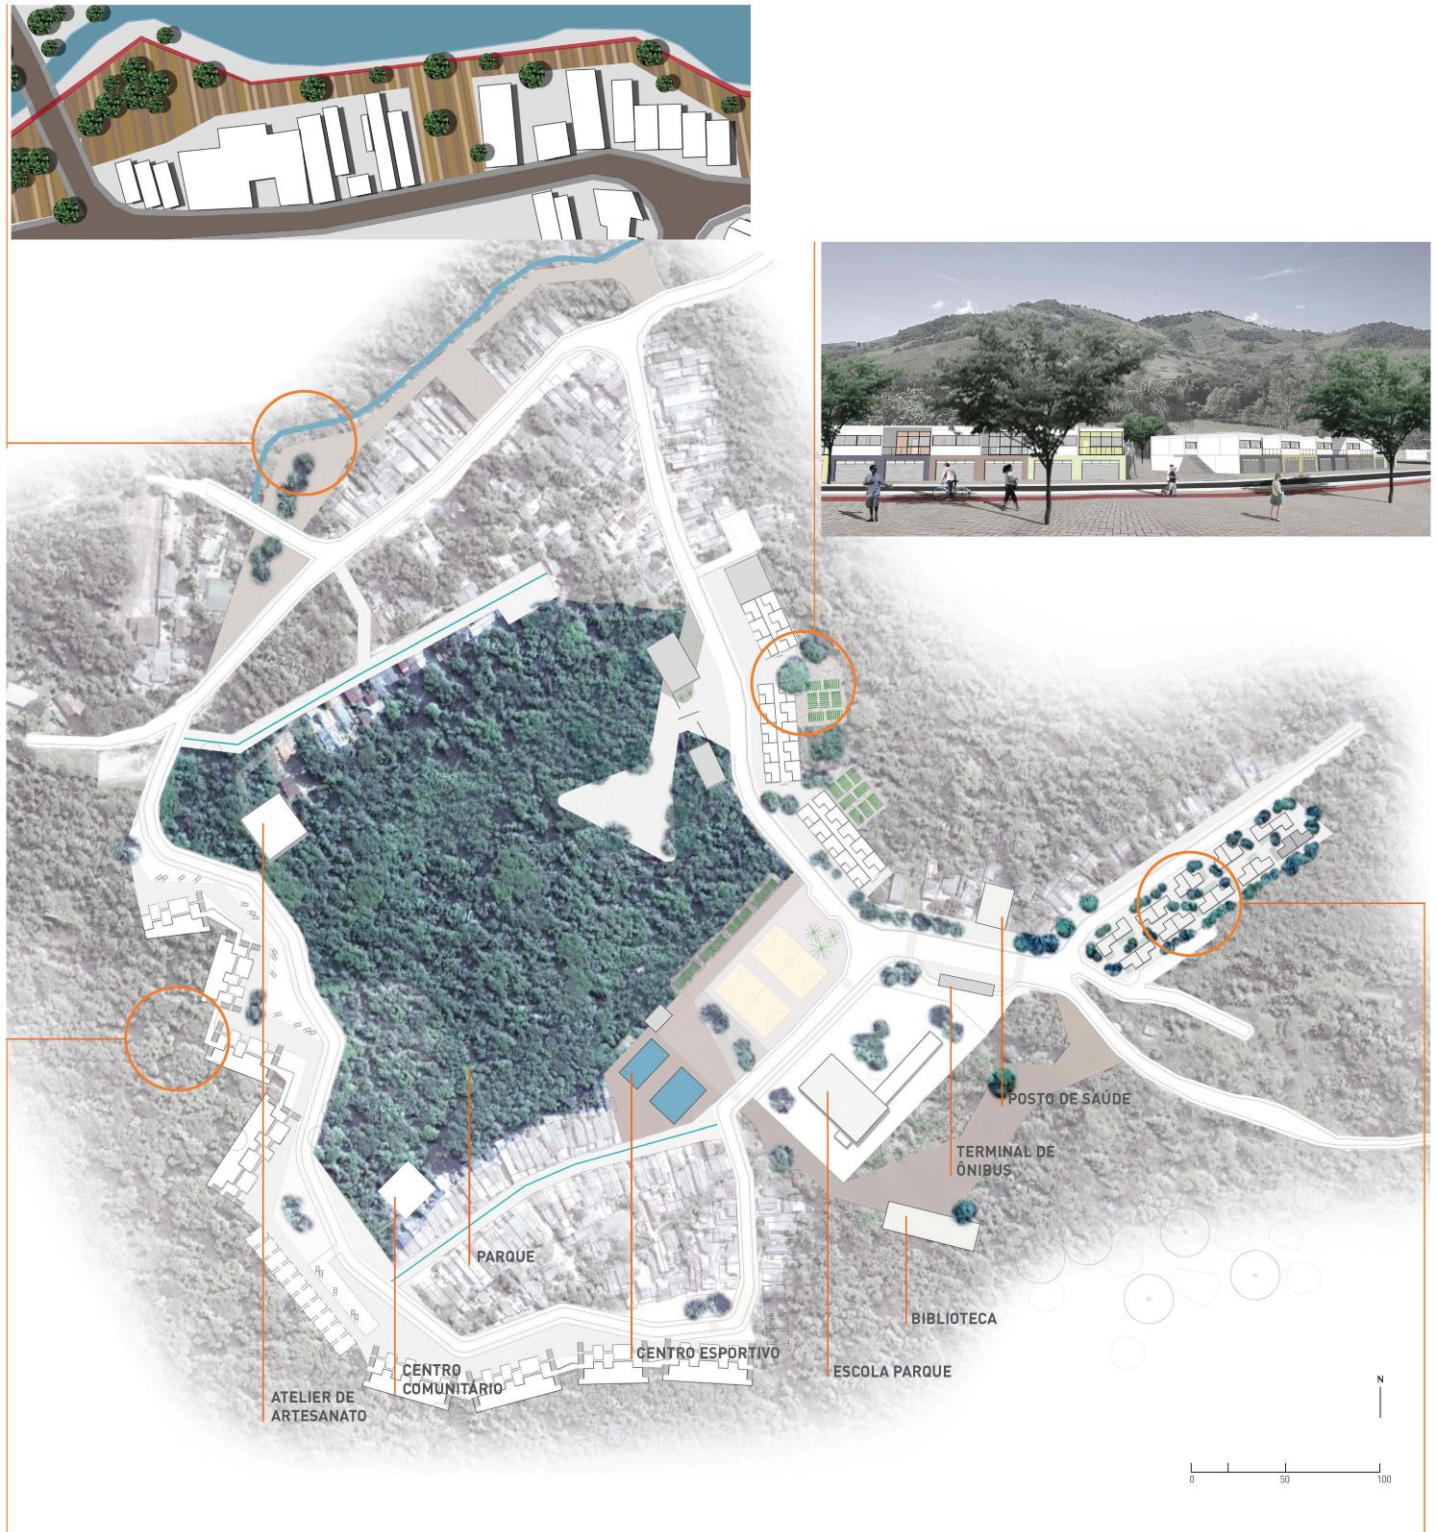 POSTO DE SAÚDE
TERMINAL DE
ÔNIBUS
PARQUE
BIBLIOTECA
CENTRO ESPORTIVO
ESCOLA PARQUE
CENTRO
COMUNITÁRIO
ATELIER DE
ARTESANATO
N
0 50 100